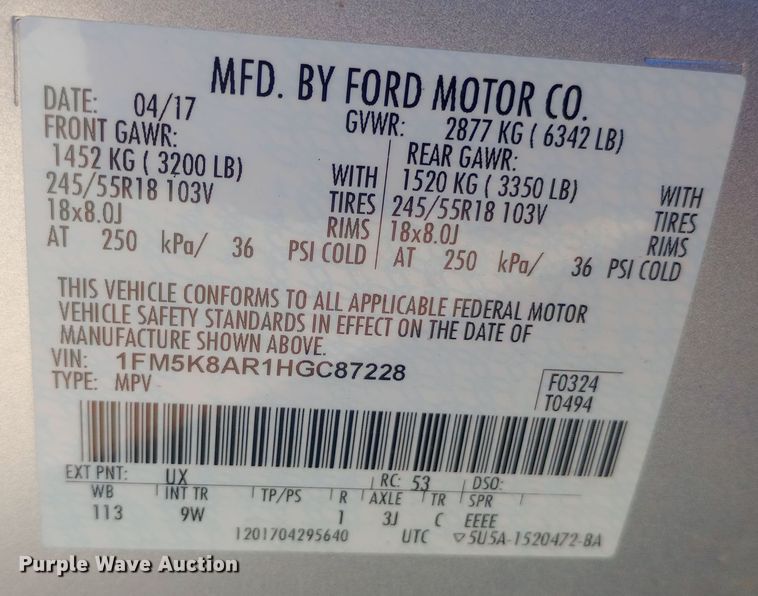 MFD. BY FORD MOTOR CO.
DATE: 04/17
GVWR: 2877 KG ( 6342 LB)
FRONT GAWR:
REAR GAWR:
1452 KG ( 3200 LB) WITH
1520 KG ( 3350 LB) WITH
245/55R18 103V TIRES
245/55R18 103V TIRES
18x8.0J RIMS
18x8.0J RIMS
AT 250 kPa/ 36 PSI COLD
AT 250 kPa/ 36 PSI COLD
THIS VEHICLE CONFORMS TO ALL APPLICABLE FEDERAL MOTOR
VEHICLE SAFETY STANDARDS IN EFFECT ON THE DATE OF
MANUFACTURE SHOWN ABOVE.
VIN: 1FM5K8AR1HGC87228
TYPE: MPV
F0324
T0494
EXT PNT: UX RC: 53 DSO:
WB INT TR TP/PS R AXLE TR SPR
113 9W 1 3J C EEEE
1201704295640 UTC ▽5U5A-1520472-BA
Purple Wave Auction